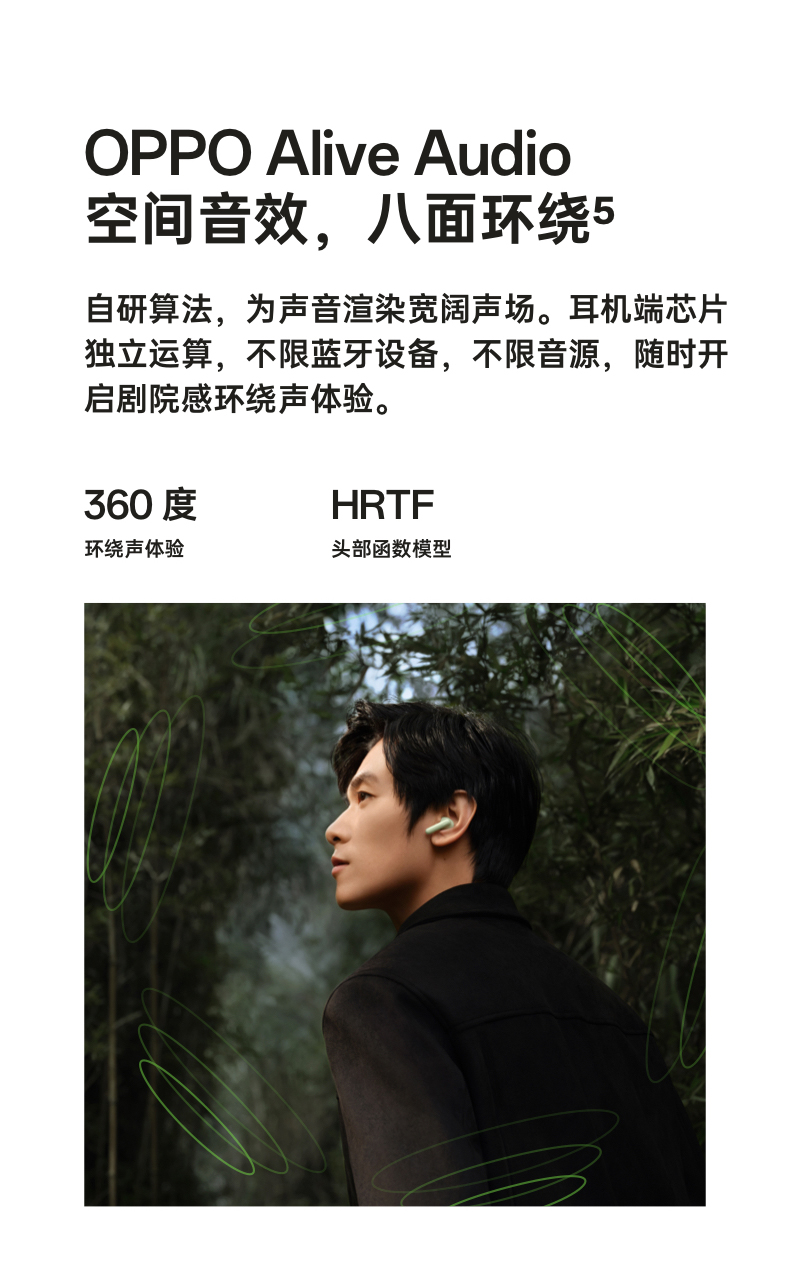 OPPO Alive Audio
空间音效，八面环绕⁵
自研算法，为声音渲染宽阔声场。耳机端芯片
独立运算，不限蓝牙设备，不限音源，随时开
启剧院感环绕声体验。
360 度
环绕声体验
HRTF
头部函数模型